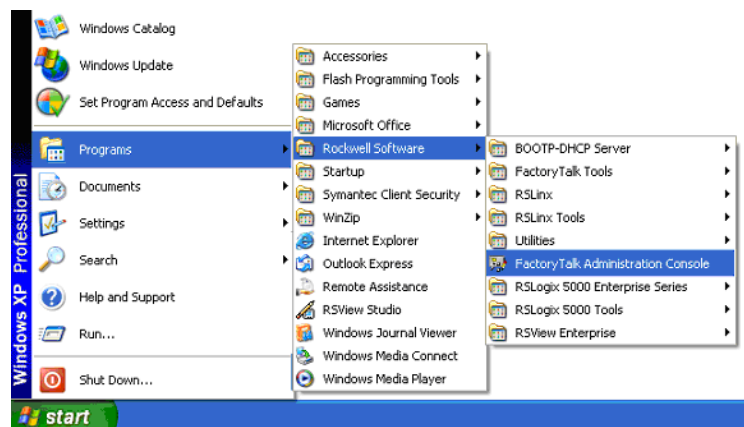 Windows Catalog
Windows Update
Set Program Access and Defaults
Programs
Documents
Settings
Search
Help and Support
Run...
Shut Down...
Windows XP Professional
start
Accessories
Flash Programming Tools
Games
Microsoft Office
Rockwell Software
Startup
Symantec Client Security
WinZip
Internet Explorer
Outlook Express
Remote Assistance
RSView Studio
Windows Journal Viewer
Windows Media Connect
Windows Media Player
BOOTP-DHCP Server
FactoryTalk Tools
RSLinx
RSLinx Tools
Utilities
FactoryTalk Administration Console
RSLogix 5000 Enterprise Series
RSLogix 5000 Tools
RSView Enterprise